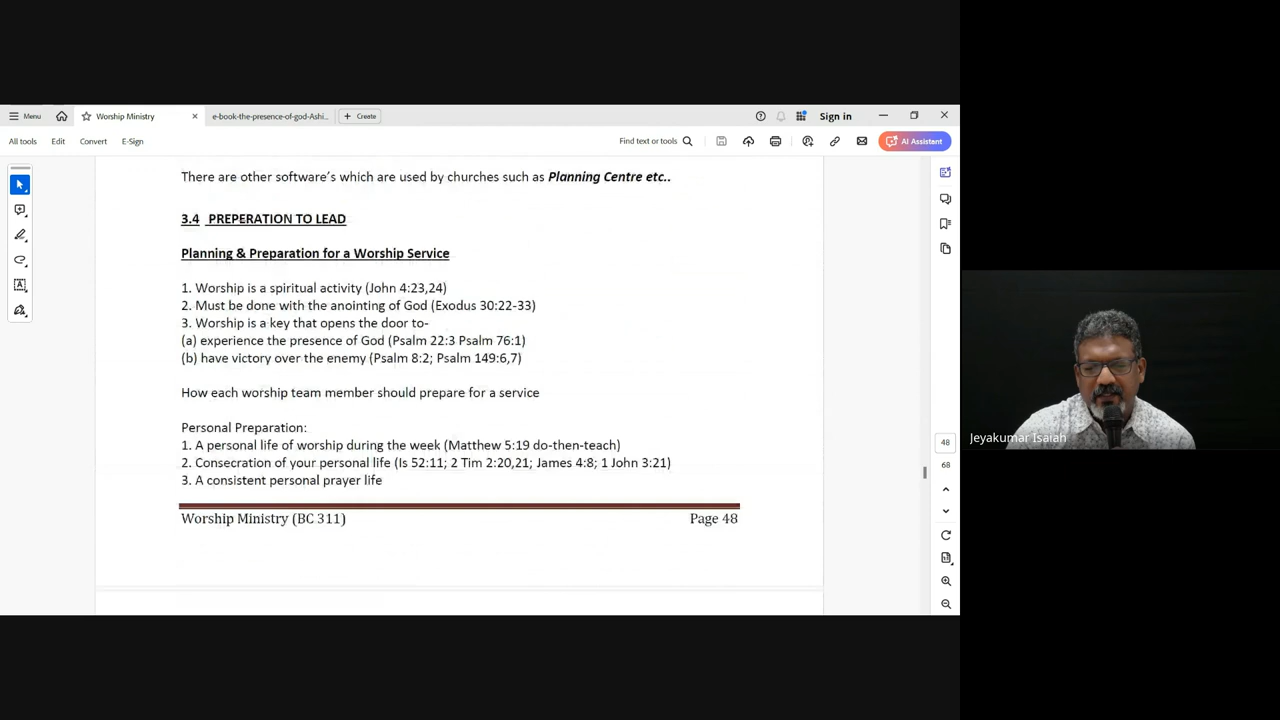 Menu
Worship Ministry
e-book-the-presence-of-god-Ashi...
Create
Sign in
All tools
Edit
Convert
E-Sign
Find text or tools
AI Assistant
There are other software's which are used by churches such as Planning Centre etc..
3.4 PREPERATION TO LEAD
Planning & Preparation for a Worship Service
1. Worship is a spiritual activity (John 4:23,24)
2. Must be done with the anointing of God (Exodus 30:22-33)
3. Worship is a key that opens the door to-
(a) experience the presence of God (Psalm 22:3 Psalm 76:1)
(b) have victory over the enemy (Psalm 8:2; Psalm 149:6,7)
How each worship team member should prepare for a service
Personal Preparation:
1. A personal life of worship during the week (Matthew 5:19 do-then-teach)
2. Consecration of your personal life (Is 52:11; 2 Tim 2:20,21; James 4:8; 1 John 3:21)
3. A consistent personal prayer life
Worship Ministry (BC 311)
Page 48
48
68
Jeyakumar Isaiah